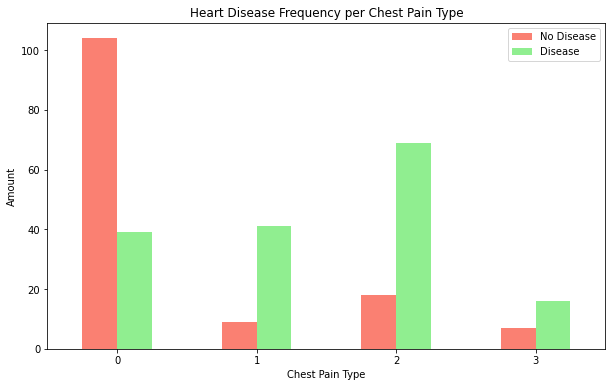 Heart Disease Frequency per Chest Pain Type
No Disease
Disease
Amount
100
80
60
40
20
0
0 1 2 3
Chest Pain Type